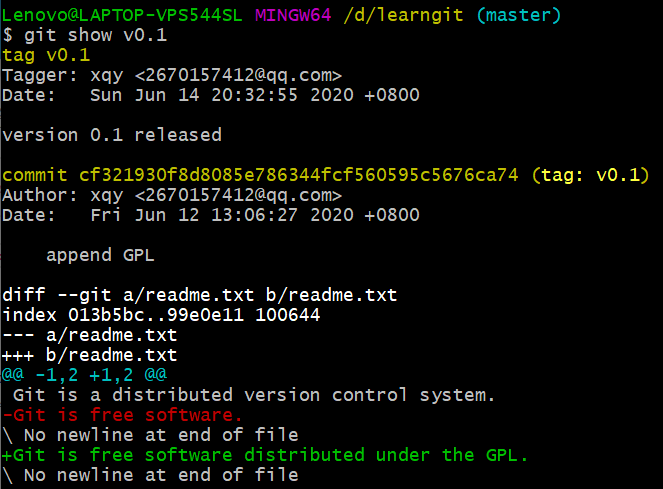 Lenovo@LAPTOP-VPS544SL MINGW64 /d/learngit (master)
$ git show v0.1
tag v0.1
Tagger: xqy <2670157412@qq.com>
Date:   Sun Jun 14 20:32:55 2020 +0800

version 0.1 released

commit cf321930f8d8085e786344fcf560595c5676ca74 (tag: v0.1)
Author: xqy <2670157412@qq.com>
Date:   Fri Jun 12 13:06:27 2020 +0800

    append GPL

diff --git a/readme.txt b/readme.txt
index 013b5bc..99e0e11 100644
--- a/readme.txt
+++ b/readme.txt
@@ -1,2 +1,2 @@
 Git is a distributed version control system.
-Git is free software.
\ No newline at end of file
+Git is free software distributed under the GPL.
\ No newline at end of file